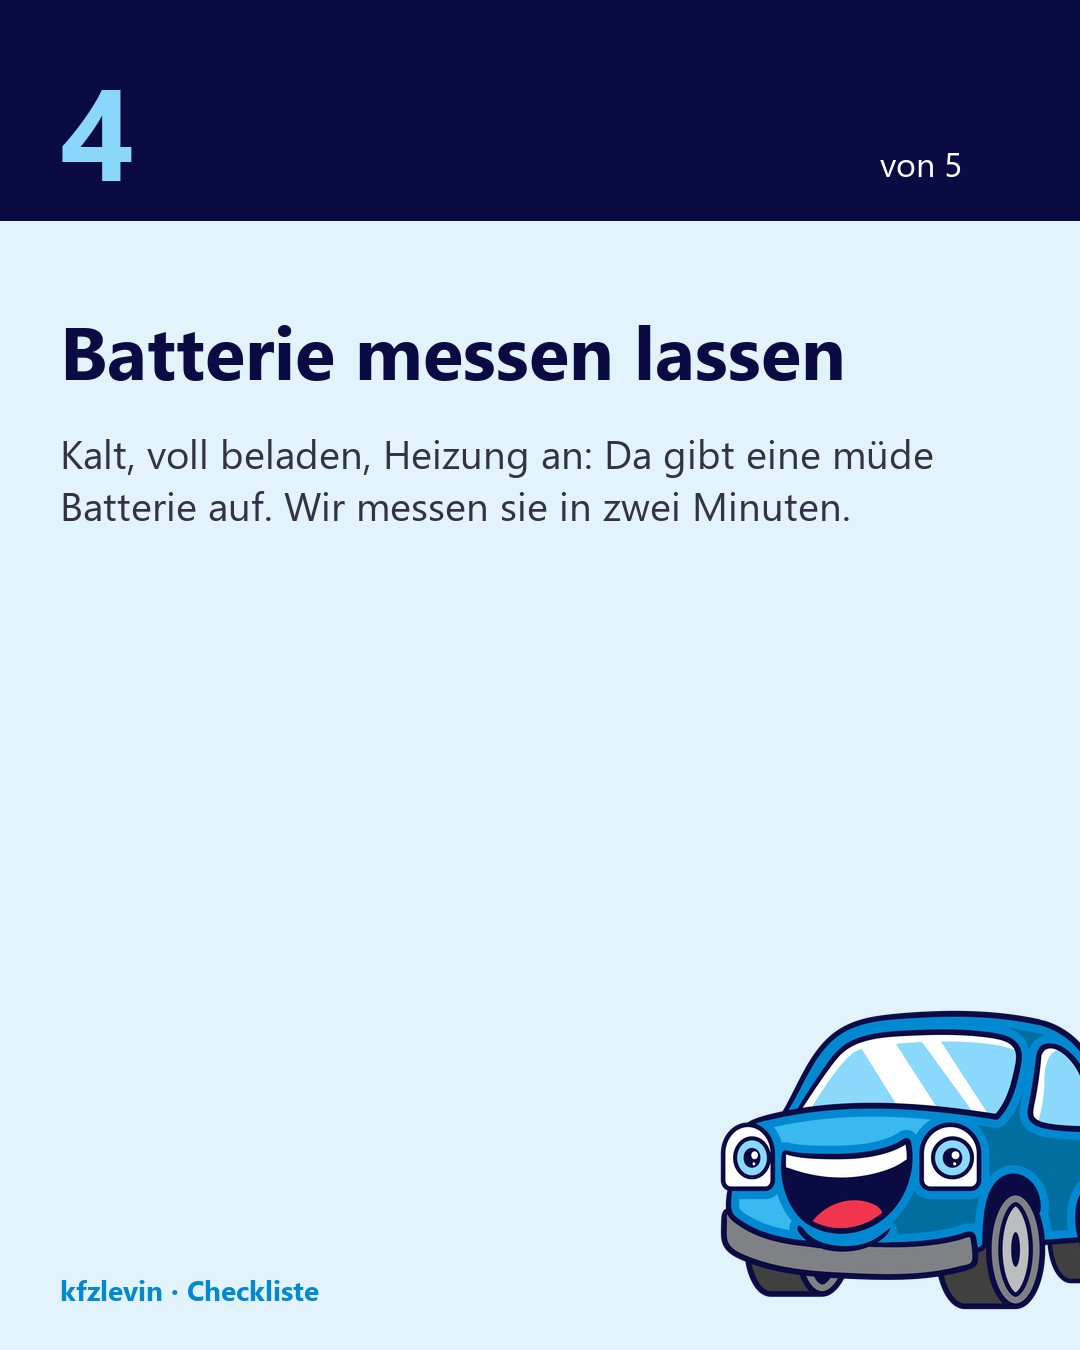 4
von 5
Batterie messen lassen
Kalt, voll beladen, Heizung an: Da gibt eine müde
Batterie auf. Wir messen sie in zwei Minuten.
kfzlevin · Checkliste